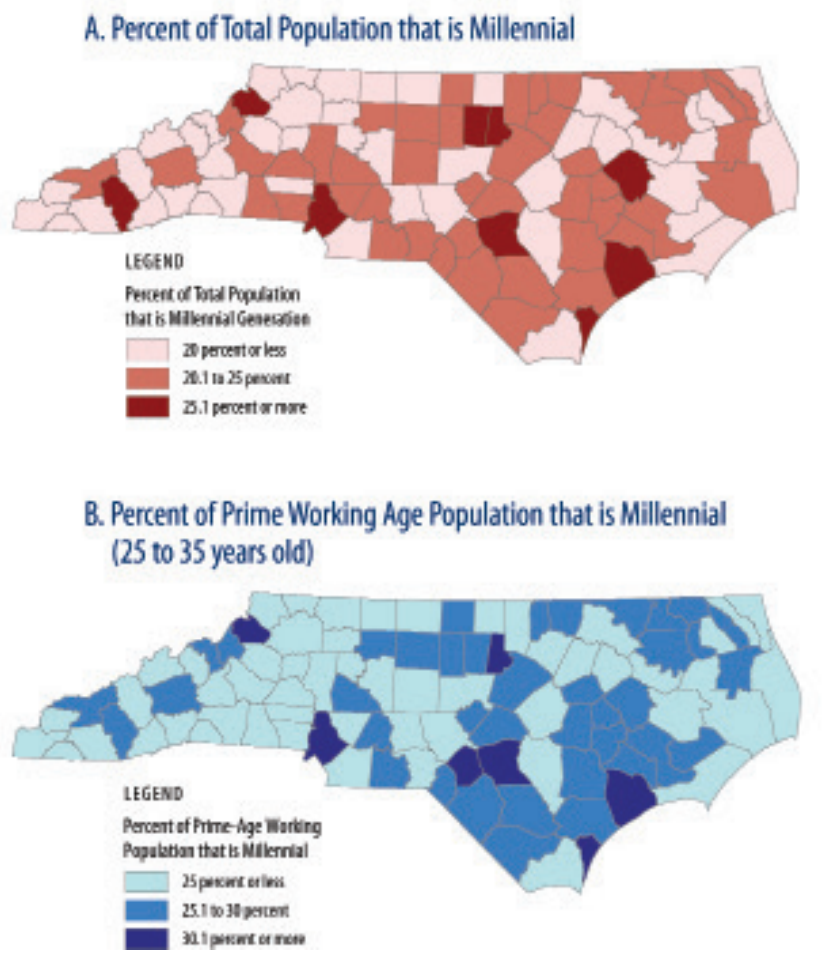 A. Percent of Total Population that is Millennial
LEGEND
Percent of Total Population
that is Millennial Generation
20 percent or less
20.1 to 25 percent
25.1 percent or more
B. Percent of Prime Working Age Population that is Millennial
(25 to 35 years old)
LEGEND
Percent of Prime-Age Working
Population that is Millennial
25 percent or less
25.1 to 30 percent
30.1 percent or more